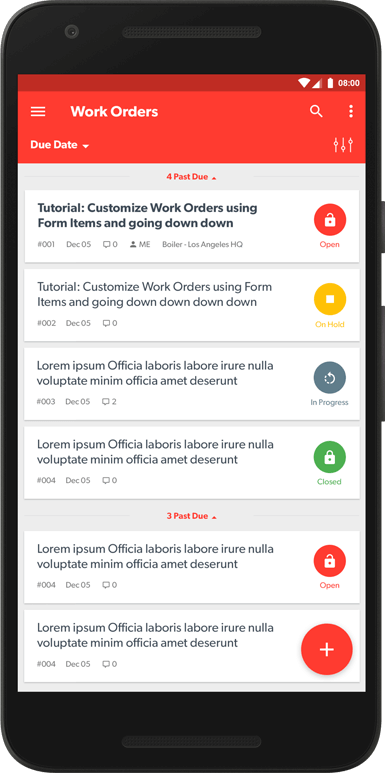 08:00
Work Orders
Due Date
4 Past Due
Tutorial: Customize Work Orders using
Form Items and going down down down
#001 Dec 05 0 ME Boiler - Los Angeles HQ
Open
Tutorial: Customize Work Orders using Form
Items and going down down down down
#002 Dec 05 0
On Hold
Lorem ipsum Officia laboris labore irure nulla
voluptate minim officia amet deserunt
#003 Dec 05 2
In Progress
Lorem ipsum Officia laboris labore irure nulla
voluptate minim officia amet deserunt
#004 Dec 05 0
Closed
3 Past Due
Lorem ipsum Officia laboris labore irure nulla
voluptate minim officia amet deserunt
#004 Dec 05 0
Open
Lorem ipsum Officia laboris labore irure nulla
voluptate minim officia amet deserunt
#004 Dec 05 0